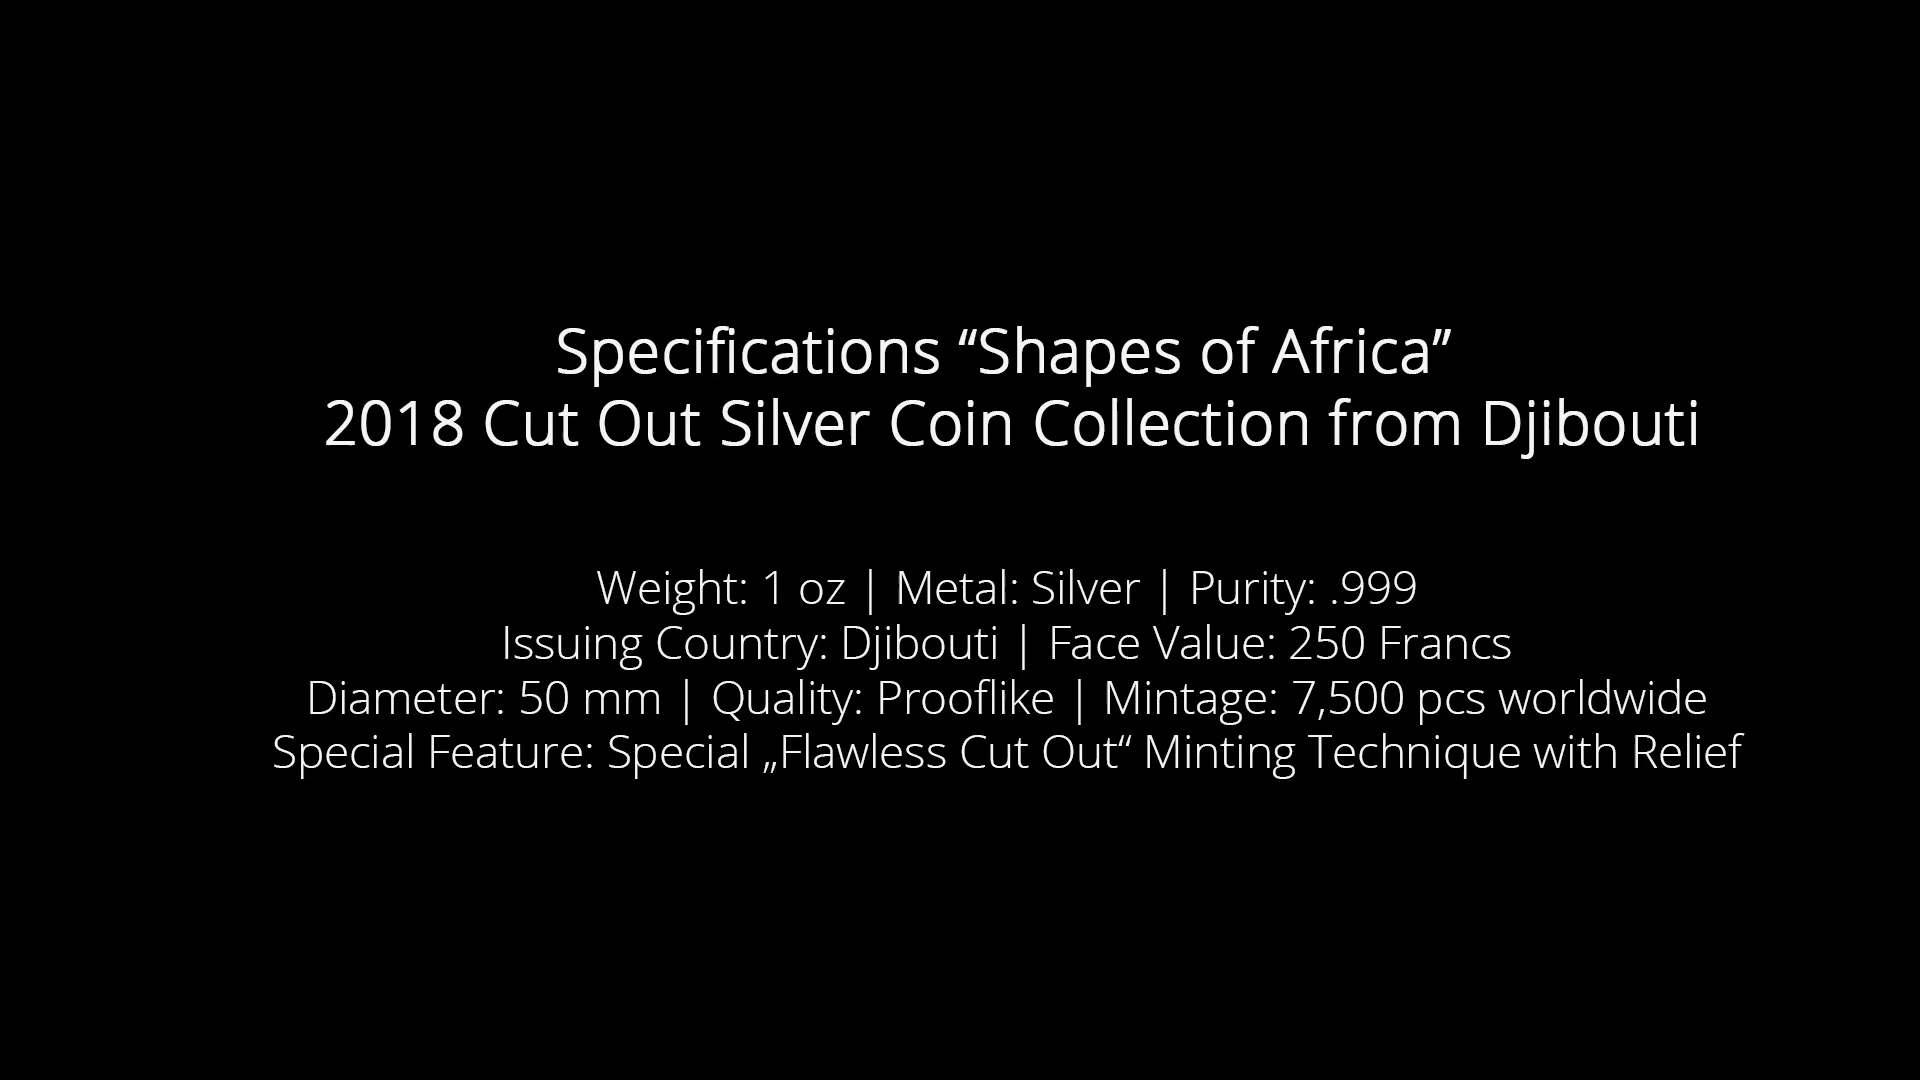 Specifications “Shapes of Africa”
2018 Cut Out Silver Coin Collection from Djibouti
Weight: 1 oz | Metal: Silver | Purity: .999
Issuing Country: Djibouti | Face Value: 250 Francs
Diameter: 50 mm | Quality: Prooflike | Mintage: 7,500 pcs worldwide
Special Feature: Special „Flawless Cut Out“ Minting Technique with Relief